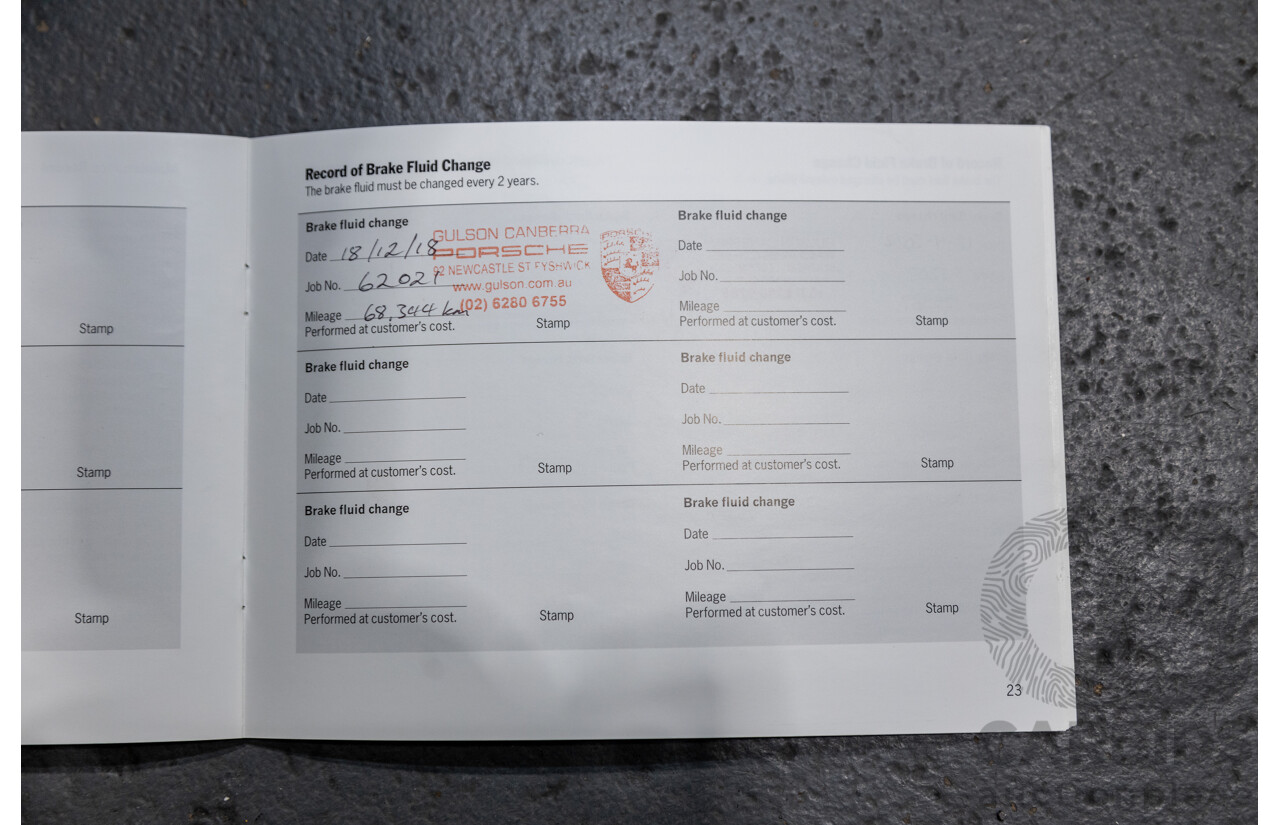 Stamp
Stamp
Stamp
Record of Brake Fluid Change
The brake fluid must be changed every 2 years.
Brake fluid change
Date 18/12/18
Job No. 62021
Mileage 68,344 km
Performed at customer's cost.
GULSON CANBERRA
PORSCHE
92 NEWCASTLE ST FYSHWICK
www.gulson.com.au
(02) 6280 6755
PORSCHE
Stamp
Brake fluid change
Date
Job No.
Mileage
Performed at customer's cost.
Stamp
Brake fluid change
Date
Job No.
Mileage
Performed at customer's cost.
Stamp
Brake fluid change
Date
Job No.
Mileage
Performed at customer's cost.
Stamp
Brake fluid change
Date
Job No.
Mileage
Performed at customer's cost.
Stamp
Brake fluid change
Date
Job No.
Mileage
Performed at customer's cost.
Stamp
23